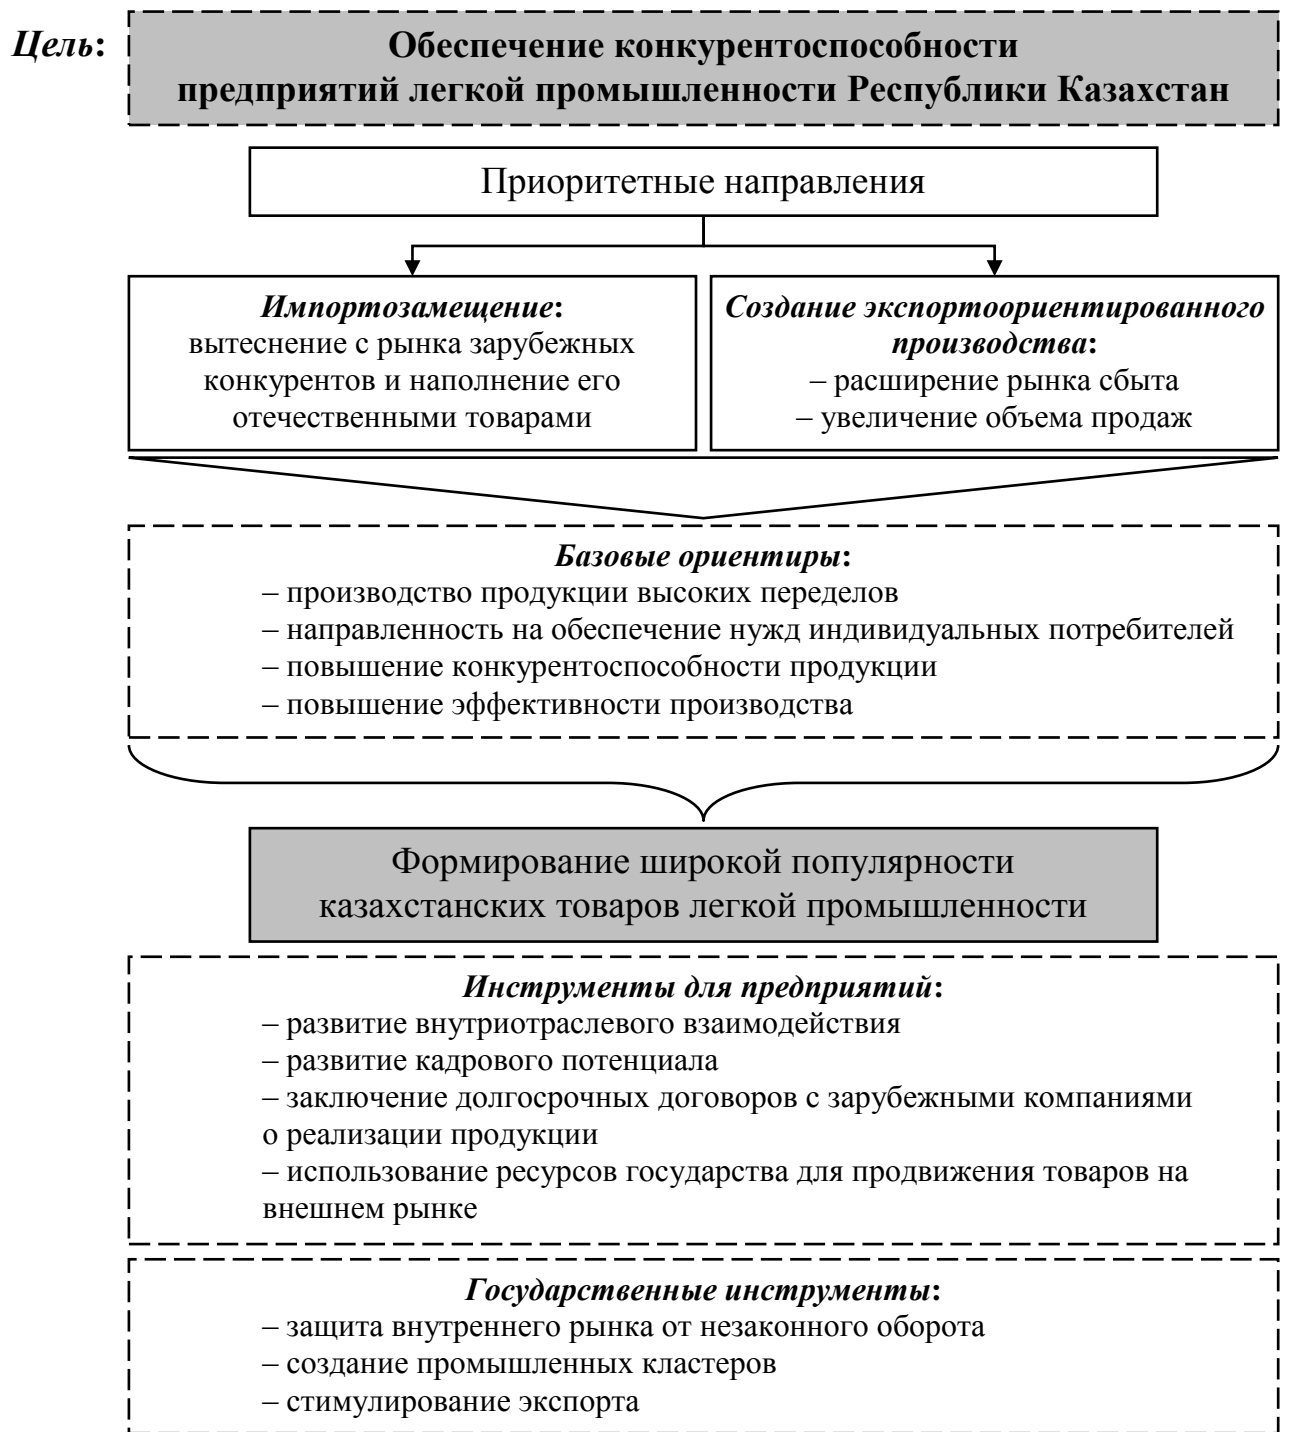 Цель:
Обеспечение конкурентоспособности
предприятий легкой промышленности Республики Казахстан
Приоритетные направления
Импортозамещение:
вытеснение с рынка зарубежных
конкурентов и наполнение его
отечественными товарами
Создание экспортоориентированного
производства:
– расширение рынка сбыта
– увеличение объема продаж
Базовые ориентиры:
– производство продукции высоких переделов
– направленность на обеспечение нужд индивидуальных потребителей
– повышение конкурентоспособности продукции
– повышение эффективности производства
Формирование широкой популярности
казахстанских товаров легкой промышленности
Инструменты для предприятий:
– развитие внутриотраслевого взаимодействия
– развитие кадрового потенциала
– заключение долгосрочных договоров с зарубежными компаниями
о реализации продукции
– использование ресурсов государства для продвижения товаров на
внешнем рынке
Государственные инструменты:
– защита внутреннего рынка от незаконного оборота
– создание промышленных кластеров
– стимулирование экспорта